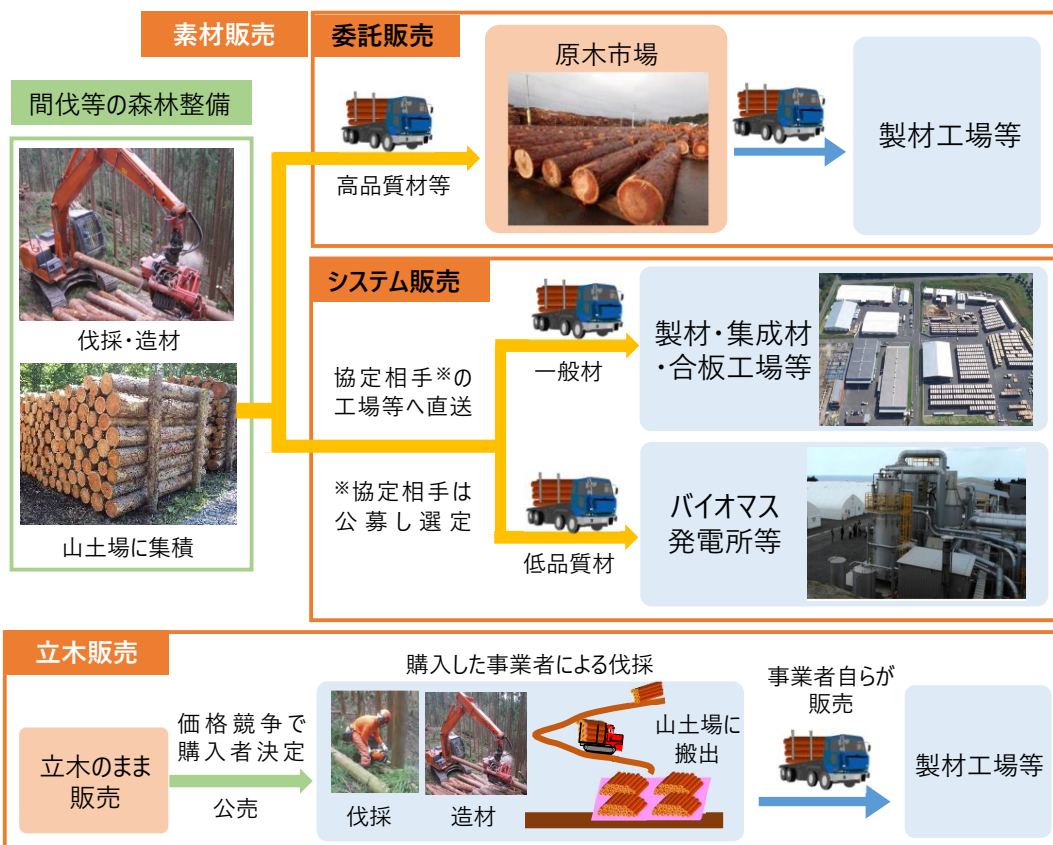 素材販売
間伐等の森林整備
伐採・造材
山土場に集積
委託販売
高品質材等
原木市場
製材工場等
システム販売
協定相手※の
工場等へ直送
※協定相手は
公募し選定
一般材
製材・集成材
・合板工場等
低品質材
バイオマス
発電所等
立木販売
立木のまま
販売
価格競争で
購入者決定
公売
購入した事業者による伐採
伐採
造材
山土場に
搬出
事業者自らが
販売
製材工場等